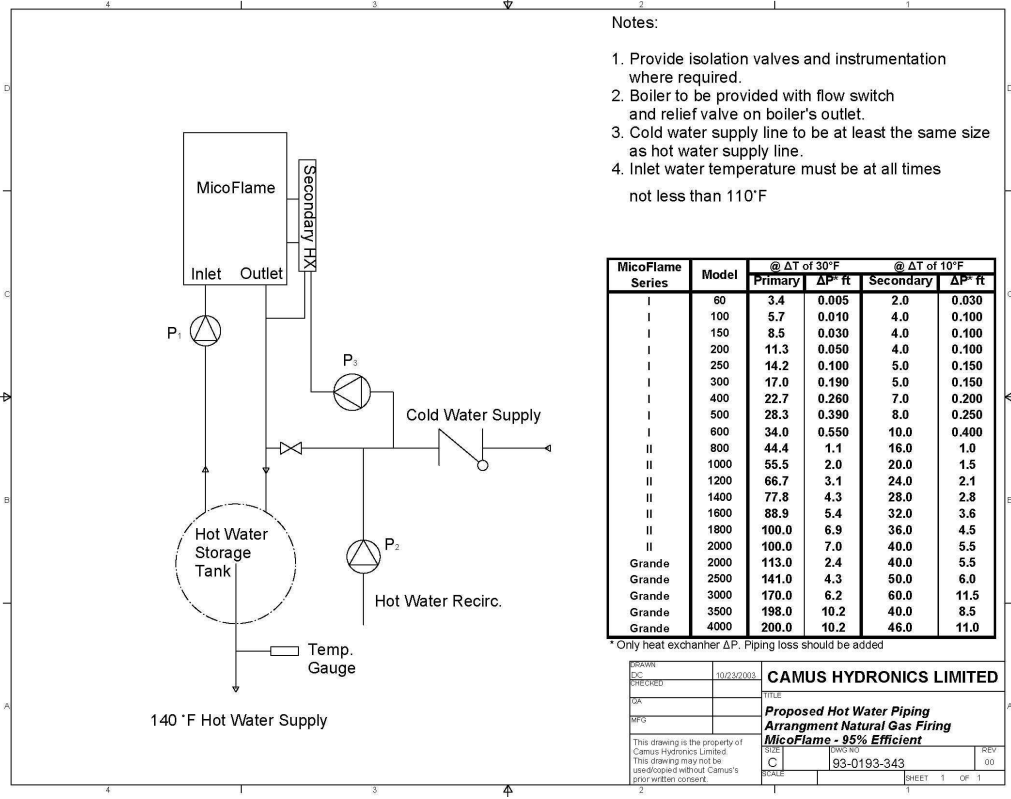 4 3 2 1
D D
C C
B B
A A
Notes:
1. Provide isolation valves and instrumentation
where required.
2. Boiler to be provided with flow switch
and relief valve on boiler's outlet.
3. Cold water supply line to be at least the same size
as hot water supply line.
4. Inlet water temperature must be at all times
not less than 110°F
MicoFlame
Secondary HX
Inlet Outlet
P1
P3
Cold Water Supply
Hot Water
Storage
Tank
P2
Hot Water Recirc.
Temp.
Gauge
140 °F Hot Water Supply
MicoFlame Series Model @ ΔT of 30°F @ ΔT of 10°F
Primary ΔP* ft Secondary ΔP* ft
I 60 3.4 0.005 2.0 0.030
I 100 5.7 0.010 4.0 0.100
I 150 8.5 0.030 4.0 0.100
I 200 11.3 0.050 4.0 0.100
I 250 14.2 0.100 5.0 0.150
I 300 17.0 0.190 5.0 0.150
I 400 22.7 0.260 7.0 0.200
I 500 28.3 0.390 8.0 0.250
I 600 34.0 0.550 10.0 0.400
II 800 44.4 1.1 16.0 1.0
II 1000 55.5 2.0 20.0 1.5
II 1200 66.7 3.1 24.0 2.1
II 1400 77.8 4.3 28.0 2.8
II 1600 88.9 5.4 32.0 3.6
II 1800 100.0 6.9 36.0 4.5
II 2000 100.0 7.0 40.0 5.5
Grande 2000 113.0 2.4 40.0 5.5
Grande 2500 141.0 4.3 50.0 6.0
Grande 3000 170.0 6.2 60.0 11.5
Grande 3500 198.0 10.2 40.0 8.5
Grande 4000 200.0 10.2 46.0 11.0
* Only heat exchanher ΔP. Piping loss should be added
DRAWN
DC 10/23/2003
CHECKED
QA
MFG
This drawing is the property of
Camus Hydronics Limited.
This drawing may not be
used/copied without Camus's
prior written consent.
CAMUS HYDRONICS LIMITED
TITLE
Proposed Hot Water Piping
Arrangment Natural Gas Firing
MicoFlame - 95% Efficient
SIZE DWG NO REV
C 93-0193-343 00
SCALE SHEET 1 OF 1
4 3 2 1